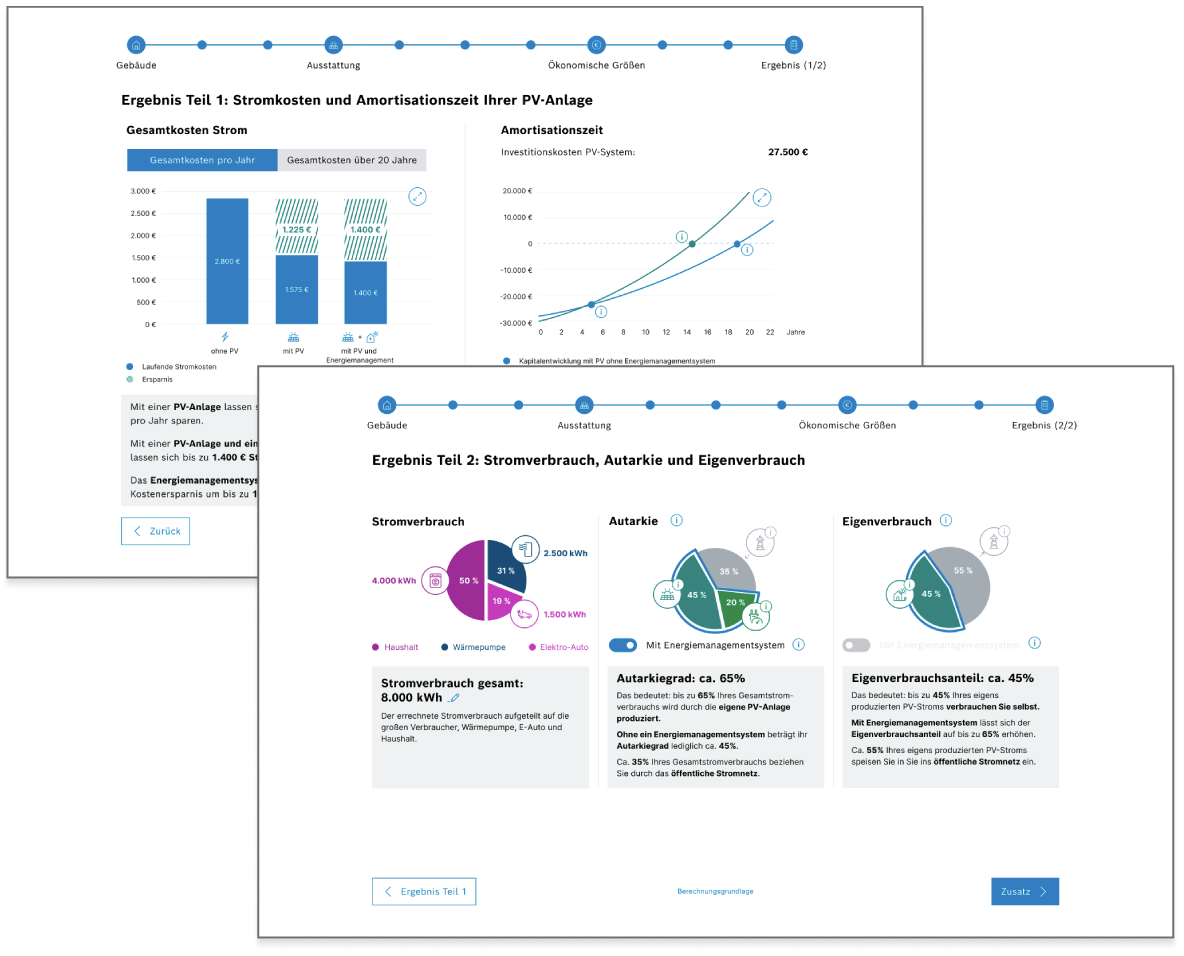 Gebäude
Ausstattung
Ökonomische Größen
Ergebnis (1/2)
Ergebnis Teil 1: Stromkosten und Amortisationszeit Ihrer PV-Anlage
Gesamtkosten Strom
Gesamtkosten pro Jahr
Gesamtkosten über 20 Jahre
3.000 €
2.500 €
2.000 €
1.500 €
1.000 €
500 €
0 €
2.800 €
1.225 €
1.575 €
1.400 €
1.400 €
ohne PV
mit PV
mit PV und
Energiemanagement
Laufende Stromkosten
Ersparnis
Amortisationszeit
Investitionskosten PV-System: 27.500 €
20.000 €
10.000 €
0
-10.000 €
-20.000 €
-30.000 €
0 2 4 6 8 10 12 14 16 18 20 22 Jahre
Kapitalentwicklung mit PV ohne Energiemanagementsystem
Mit einer PV-Anlage lassen
pro Jahr sparen.
Mit einer PV-Anlage und ein
lassen sich bis zu 1.400 € St
Das Energiemanagementsys
Kostenersparnis um bis zu 1
Zurück
Gebäude
Ausstattung
Ökonomische Größen
Ergebnis (2/2)
Ergebnis Teil 2: Stromverbrauch, Autarkie und Eigenverbrauch
Stromverbrauch
4.000 kWh
50 %
31 %
19 %
2.500 kWh
1.500 kWh
Haushalt
Wärmepumpe
Elektro-Auto
Stromverbrauch gesamt:
8.000 kWh
Der errechnete Stromverbrauch aufgeteilt auf die
großen Verbraucher, Wärmepumpe, E-Auto und
Haushalt.
Autarkie
35 %
45 %
20 %
Mit Energiemanagementsystem
Autarkiegrad: ca. 65%
Das bedeutet: bis zu 65% Ihres Gesamtstrom-
verbrauchs wird durch die eigene PV-Anlage
produziert.
Ohne ein Energiemanagementsystem beträgt ihr
Autarkiegrad lediglich ca. 45%.
Ca. 35% Ihres Gesamtstromverbrauchs beziehen
Sie durch das öffentliche Stromnetz.
Eigenverbrauch
55 %
45 %
Mit Energiemanagementsystem
Eigenverbrauchsanteil: ca. 45%
Das bedeutet: bis zu 45% Ihres eigens
produzierten PV-Stroms verbrauchen Sie selbst.
Mit Energiemanagementsystem lässt sich der
Eigenverbrauchsanteil auf bis zu 65% erhöhen.
Ca. 55% Ihres eigens produzierten PV-Stroms
speisen Sie in Sie ins öffentliche Stromnetz ein.
Ergebnis Teil 1
Berechnungsgrundlage
Zusatz